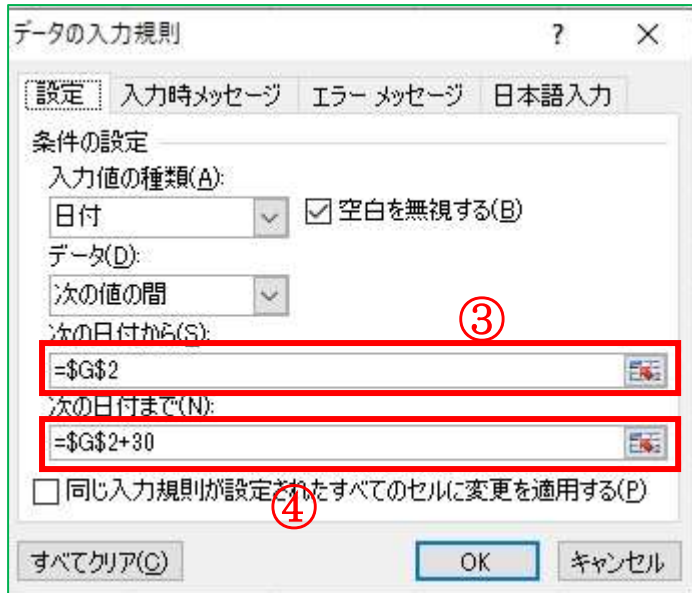 データの入力規則 ? ×
設定 入力時メッセージ エラー メッセージ 日本語入力
条件の設定
入力値の種類(A):
日付 空白を無視する(B)
データ(D):
次の値の間
③
次の日付から(S):
=$G$2
次の日付まで(N):
=$G$2+30
同じ入力規則が設定されたすべてのセルに変更を適用する(P)
④
すべてクリア(C) OK キャンセル